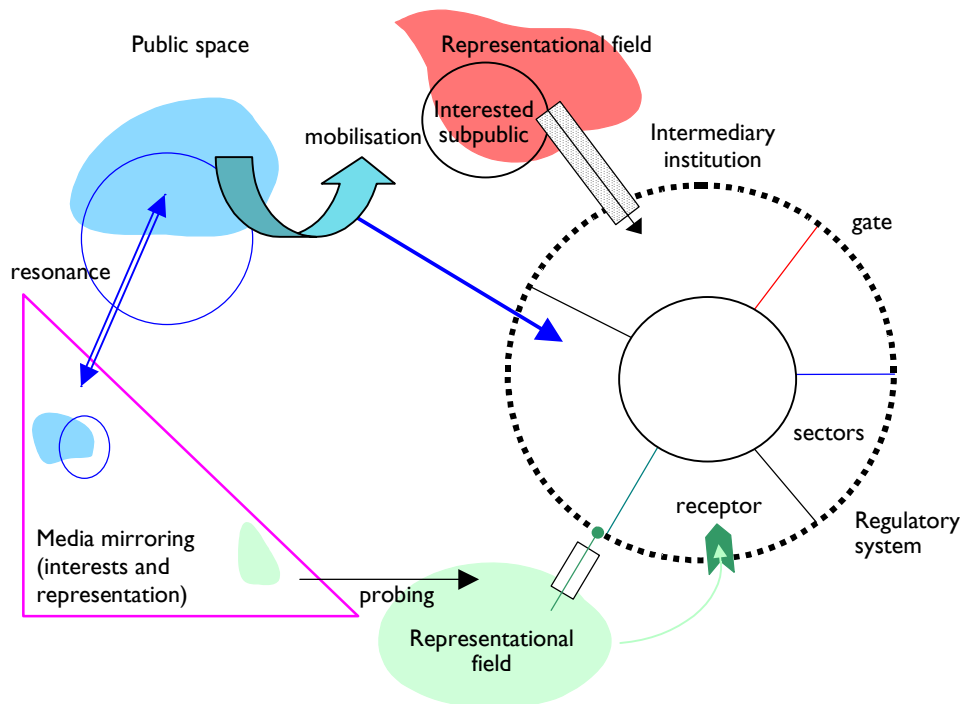 Public space
Representational field
Interested
subpublic
mobilisation
Intermediary
institution
gate
resonance
sectors
receptor
Regulatory
system
Media mirroring
(interests and
representation)
probing
Representational
field